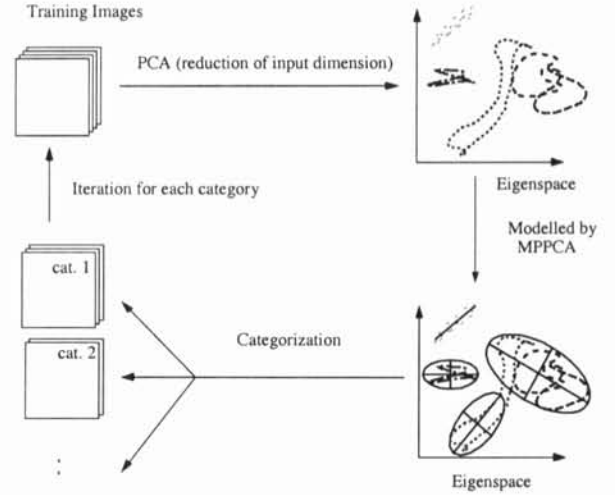 Training Images
PCA (reduction of input dimension)
Eigenspace
Iteration for each category
Modelled by
MPPCA
cat. 1
Categorization
cat. 2
:
Eigenspace